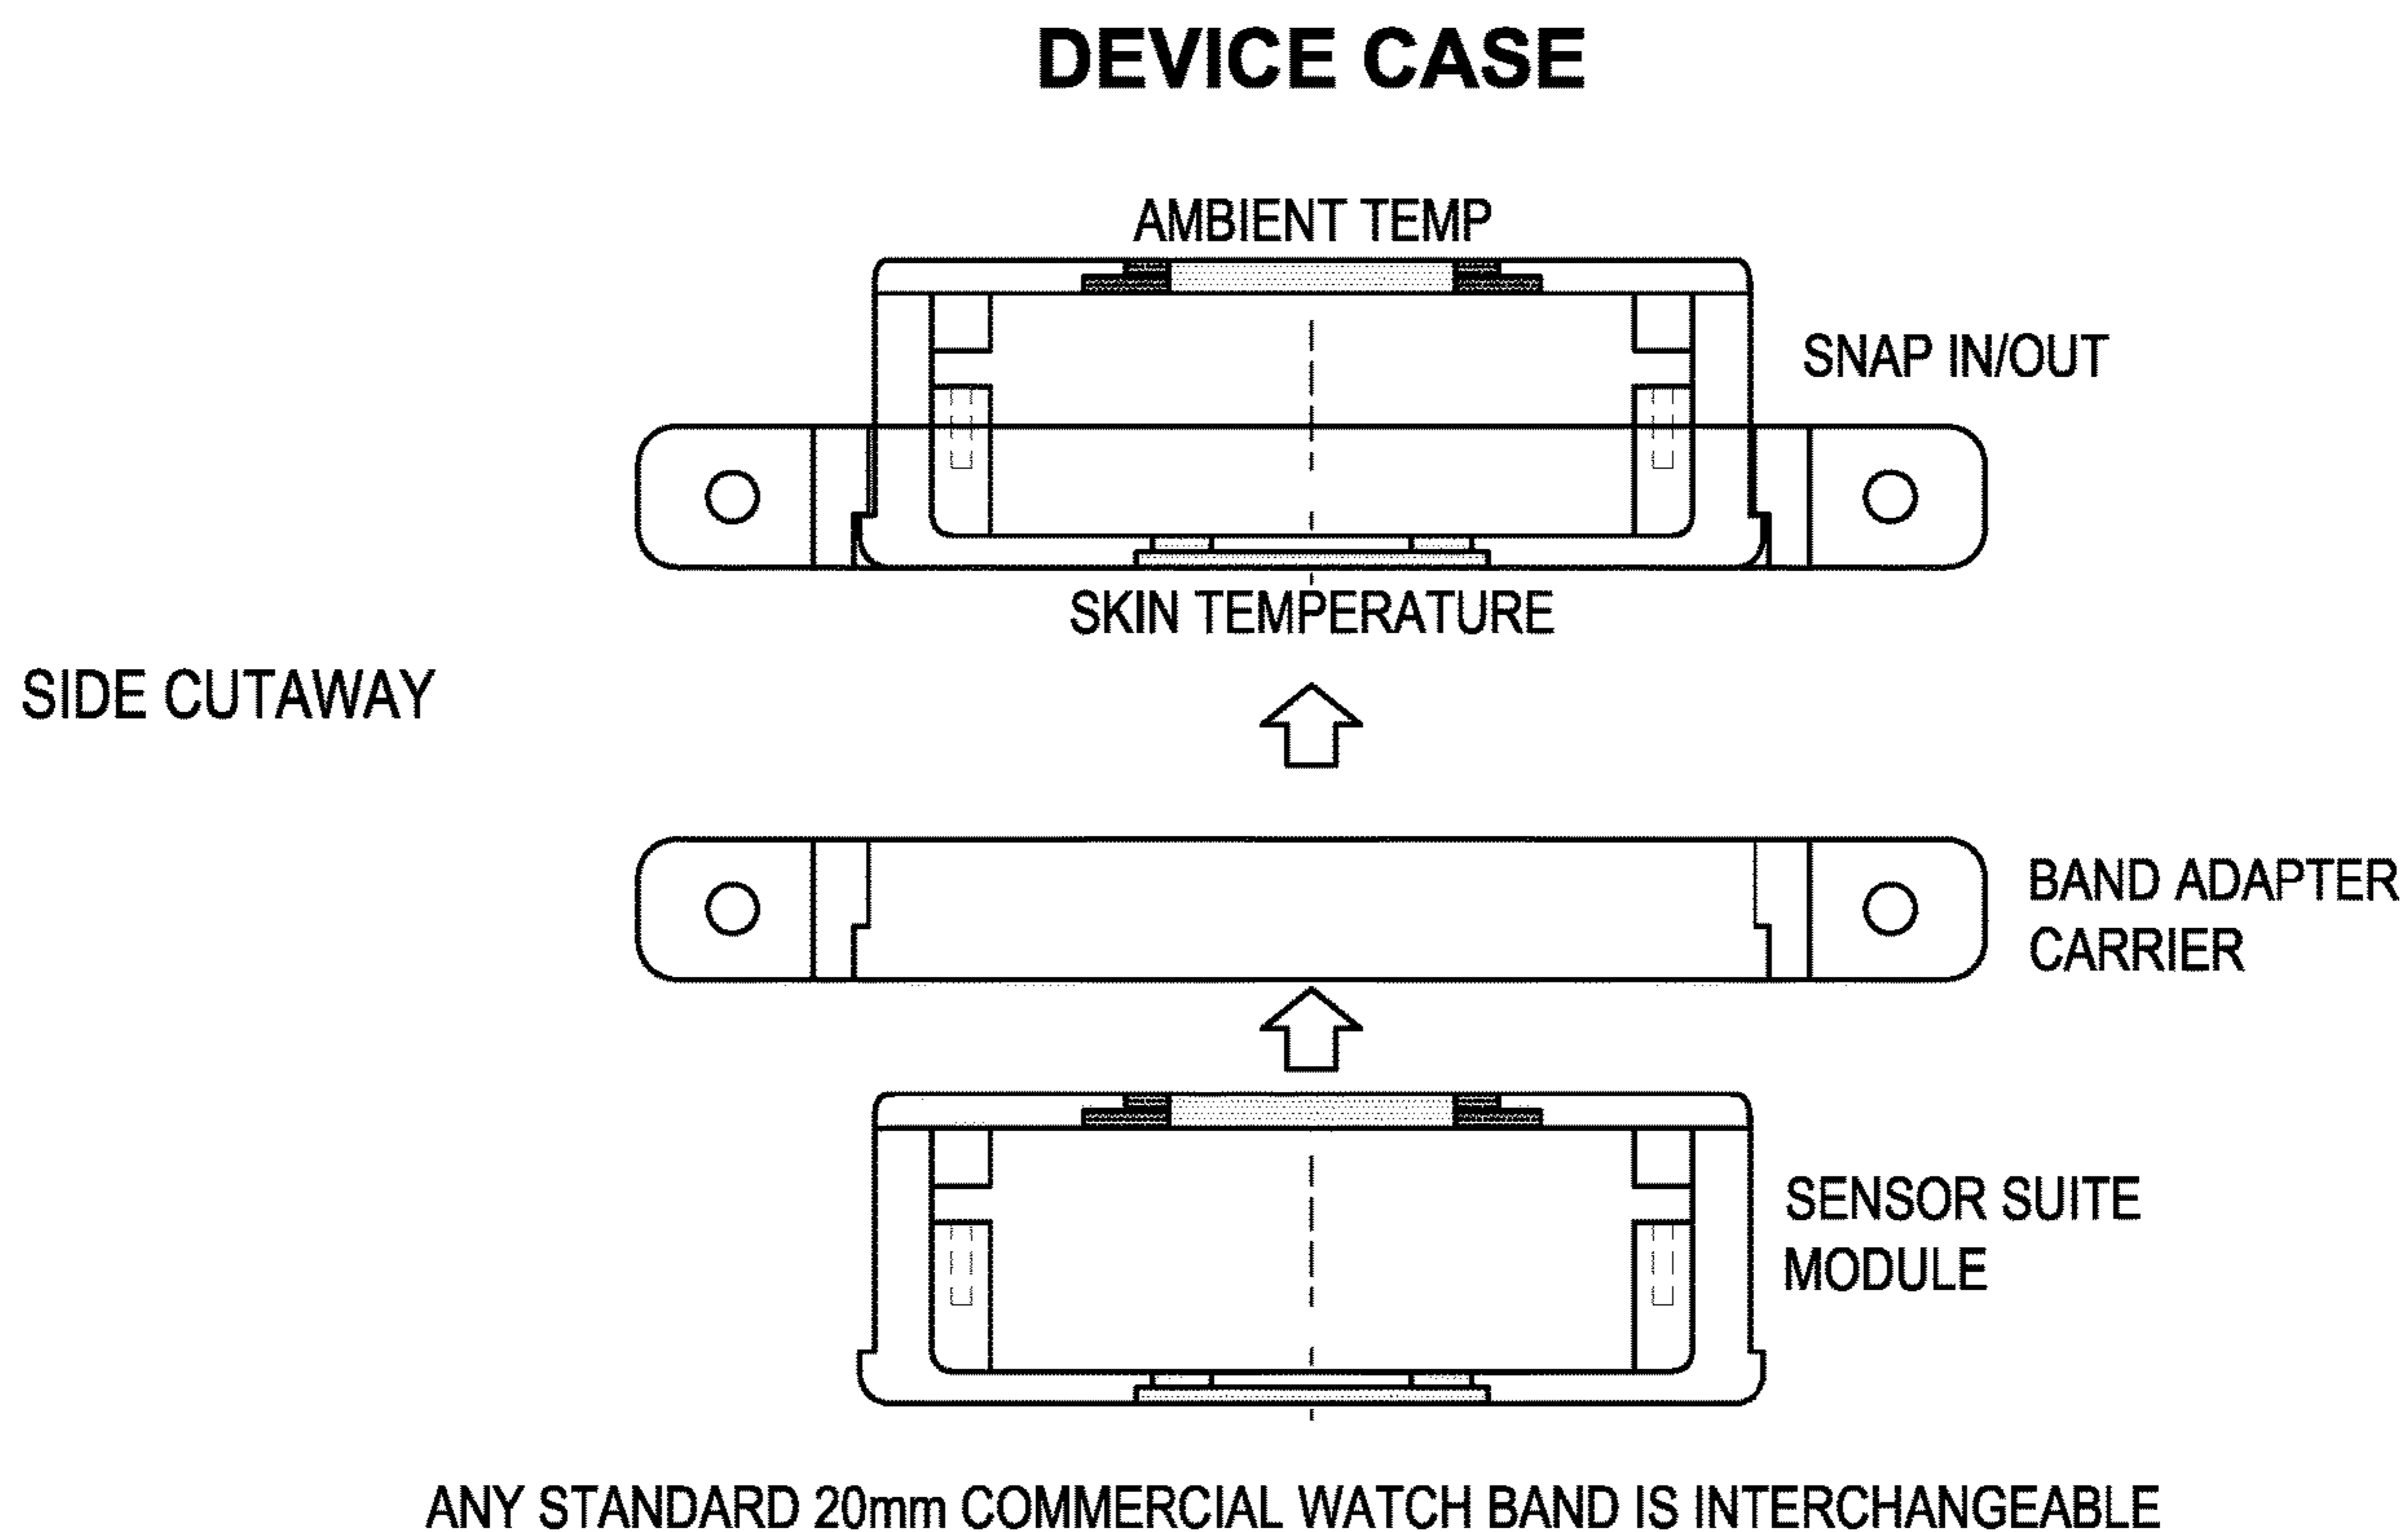 DEVICE CASE
AMBIENT TEMP
SNAP IN/OUT
SKIN TEMPERATURE
SIDE CUTAWAY
BAND ADAPTER
CARRIER
SENSOR SUITE
MODULE
ANY STANDARD 20mm COMMERCIAL WATCH BAND IS INTERCHANGEABLE